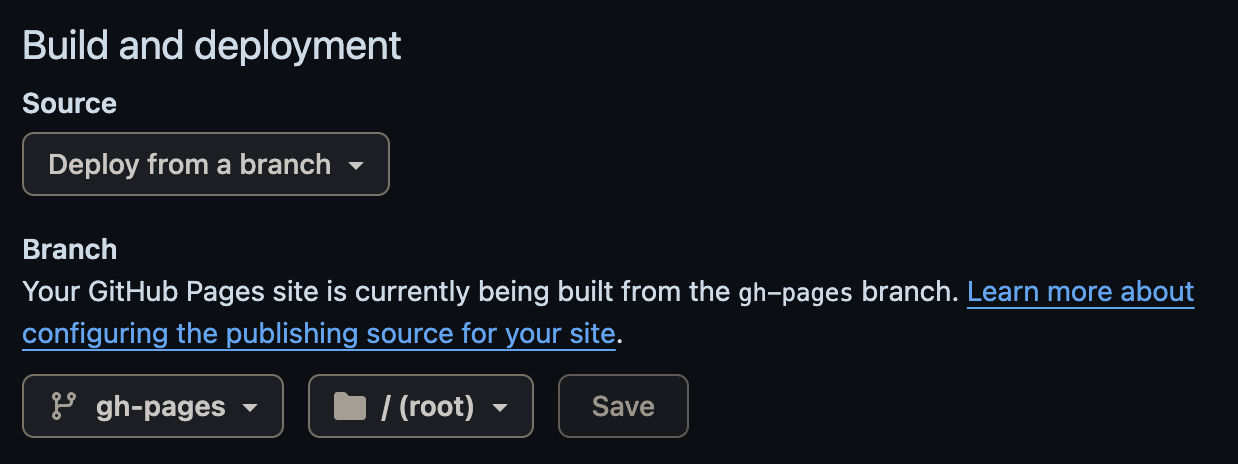 Build and deployment
Source
Deploy from a branch
Branch
Your GitHub Pages site is currently being built from the gh-pages branch. Learn more about
configuring the publishing source for your site.
gh-pages / (root) Save